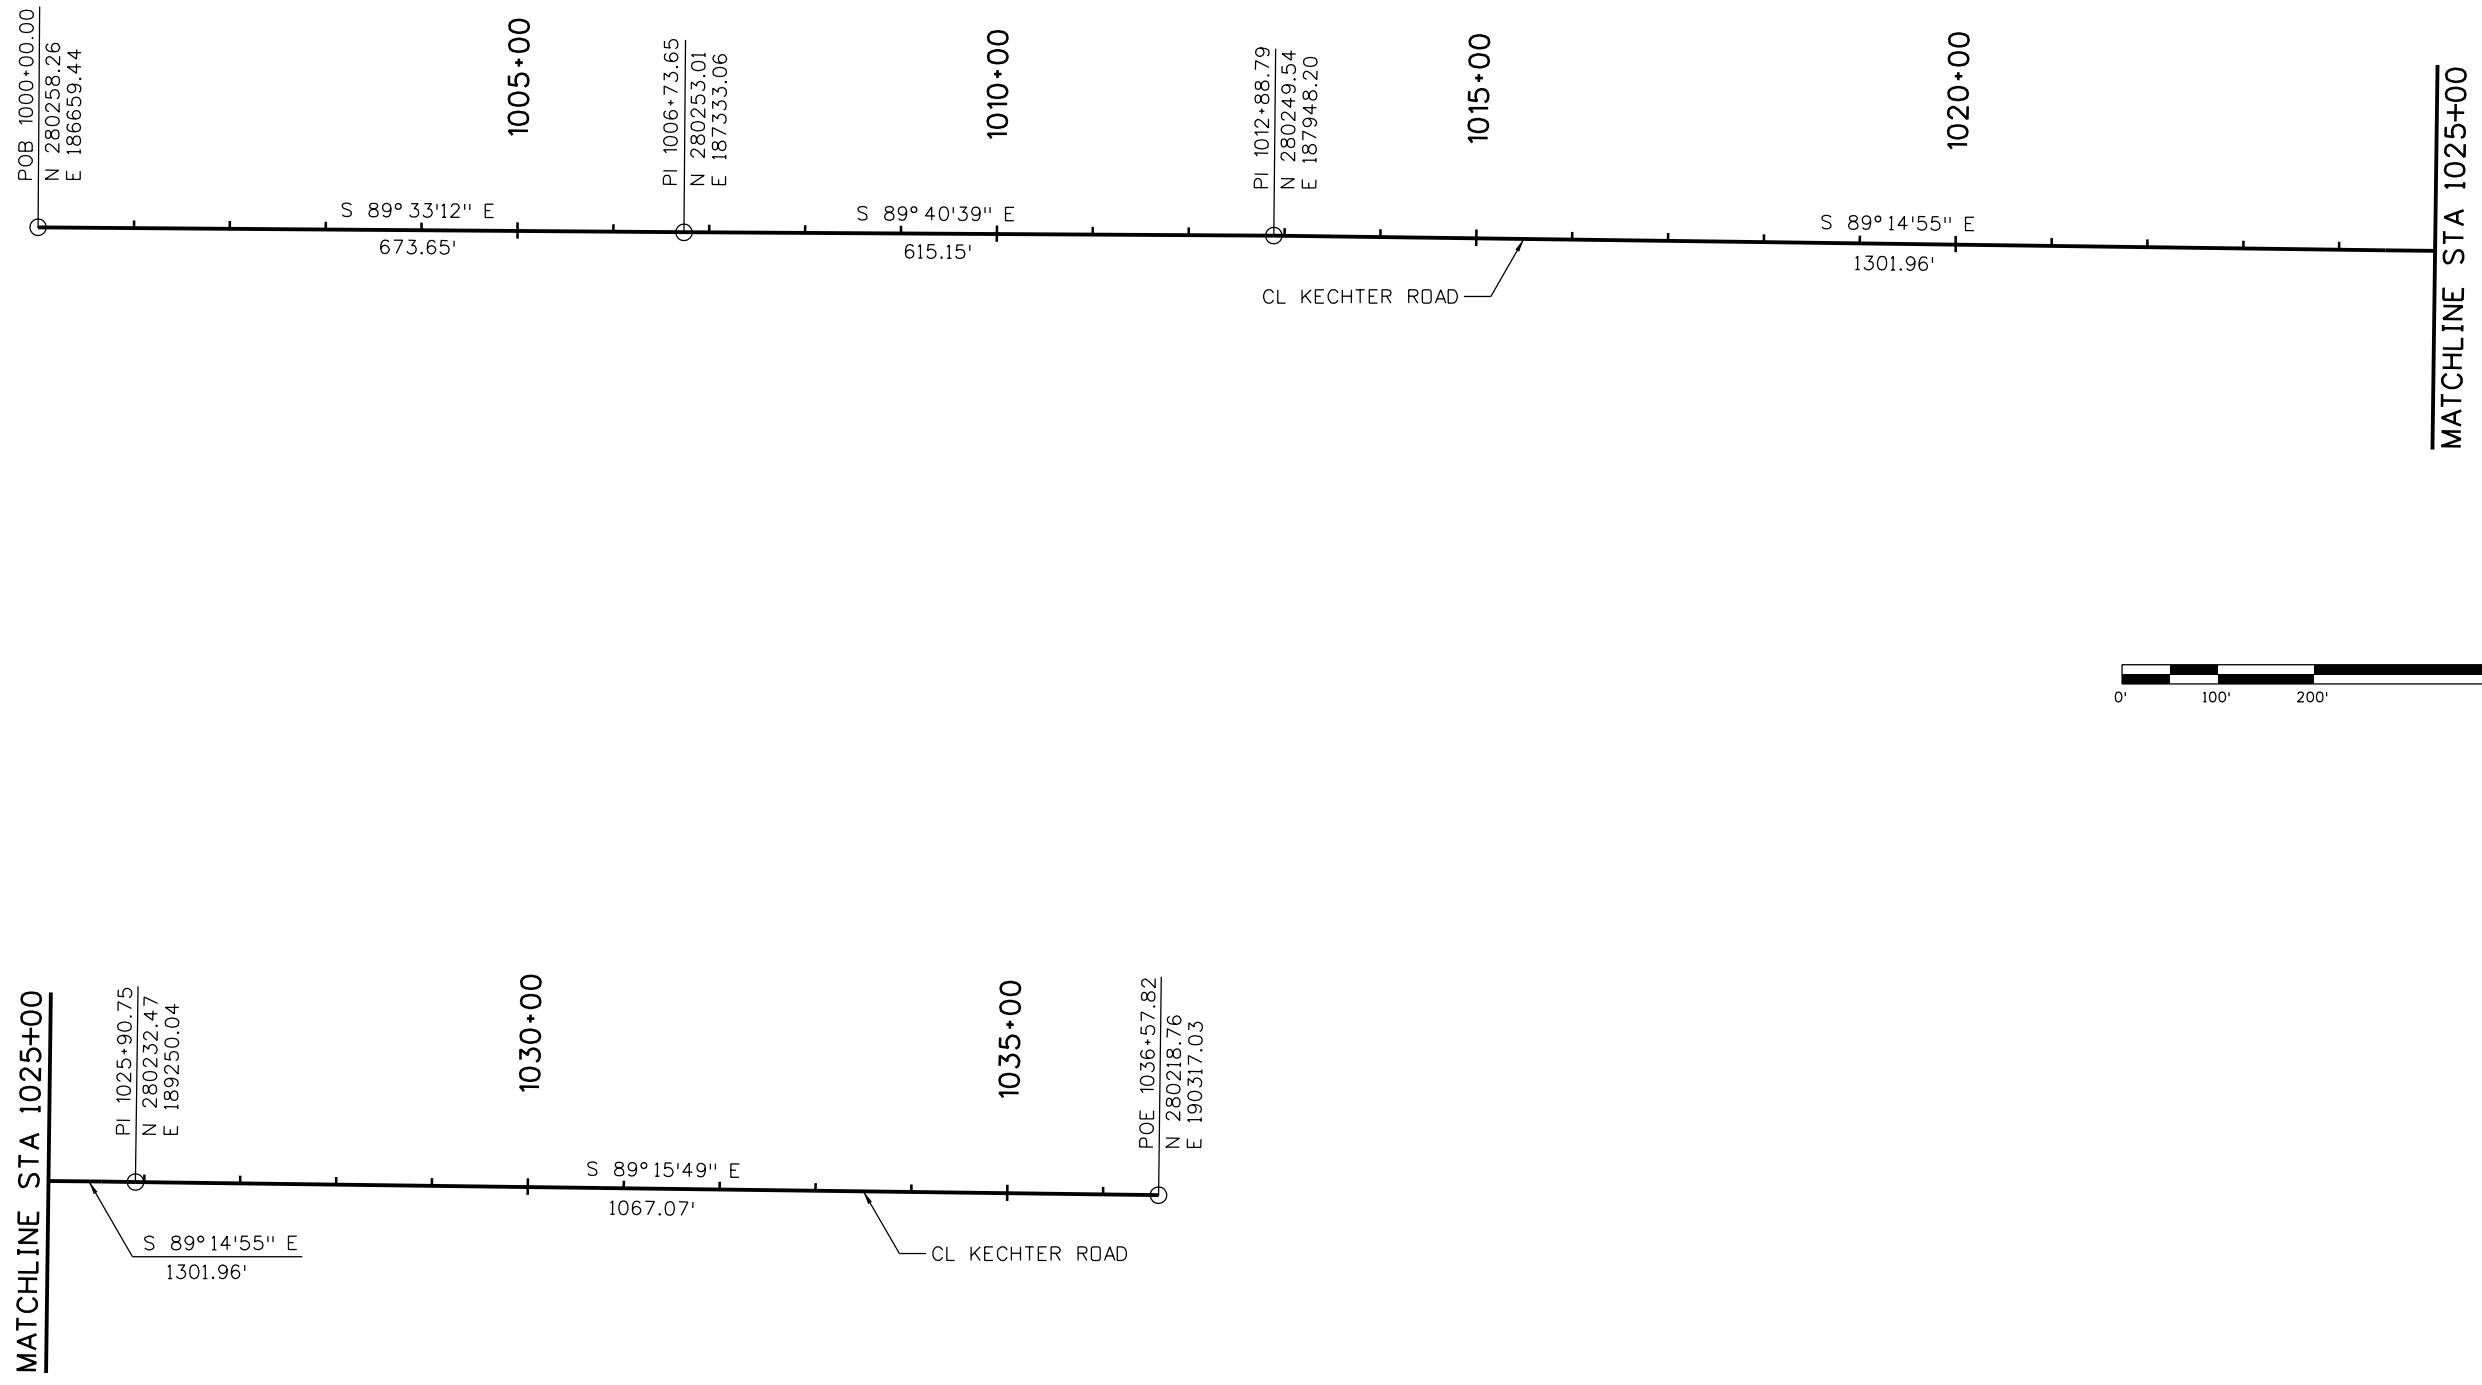 POB 1000+00.00
N 280258.26
E 186659.44
1005+00
PI 1006+73.65
N 280253.01
E 187333.06
1010+00
PI 1012+88.79
N 280249.54
E 187948.20
1015+00
1020+00
MATCHLINE STA 1025+00
S 89°33'12" E
673.65'
S 89°40'39" E
615.15'
S 89°14'55" E
1301.96'
CL KECHTER ROAD
0' 100' 200'
MATCHLINE STA 1025+00
PI 1025+90.75
N 280232.47
E 189250.04
1030+00
1035+00
POE 1036+57.82
N 280218.76
E 190317.03
S 89°15'49" E
1067.07'
S 89°14'55" E
1301.96'
CL KECHTER ROAD